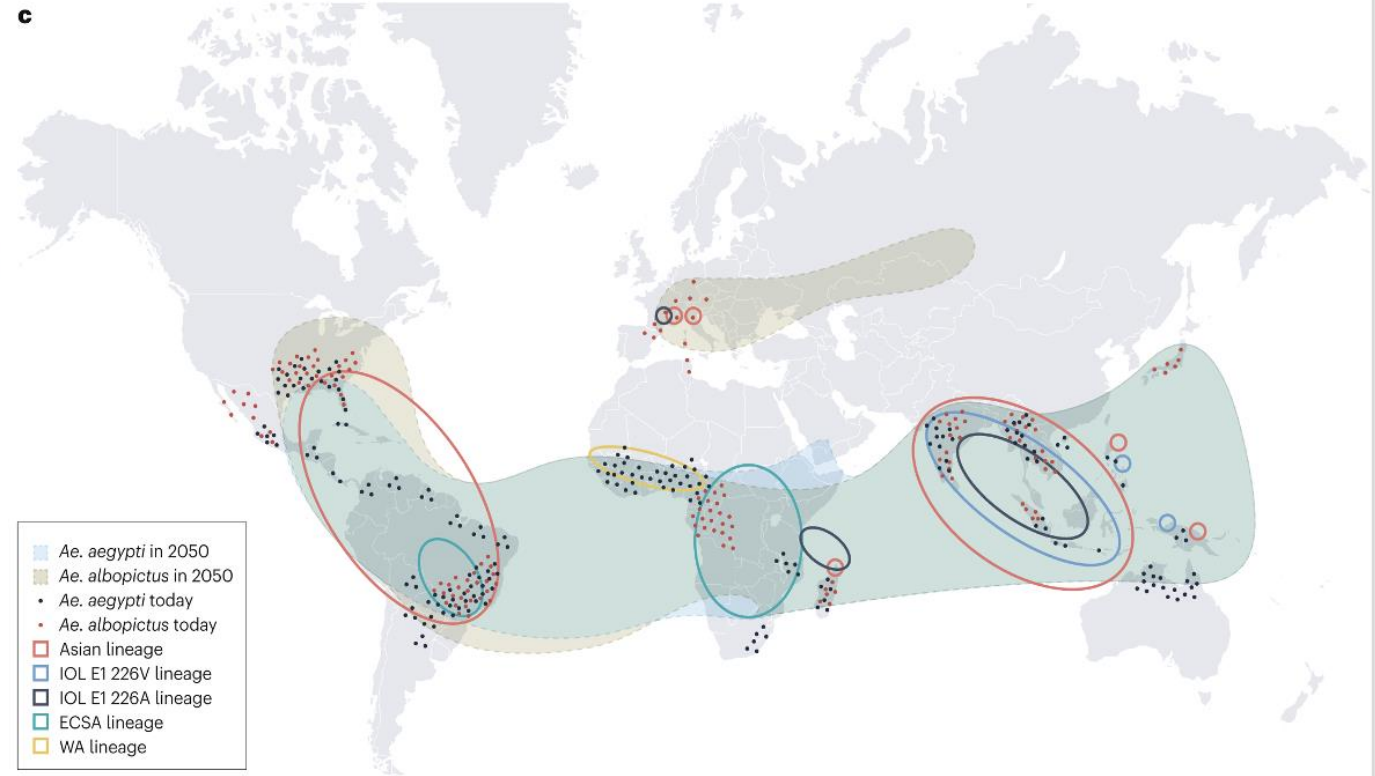 c
Ae. aegypti in 2050
Ae. albopictus in 2050
Ae. aegypti today
Ae. albopictus today
Asian lineage
IOL E1 226V lineage
IOL E1 226A lineage
ECSA lineage
WA lineage